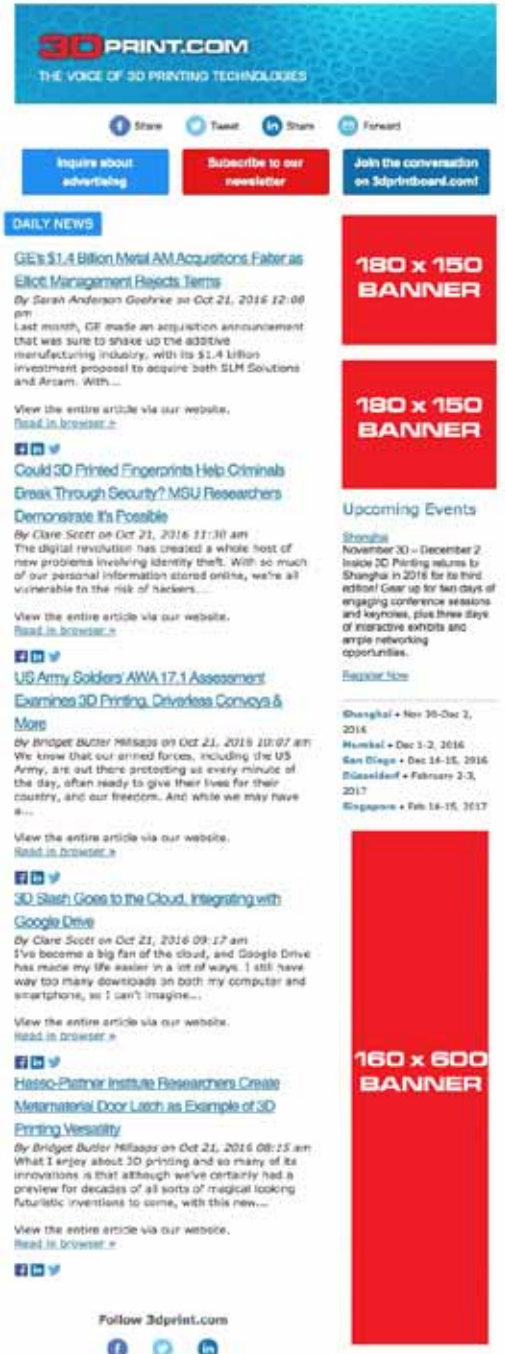 3DPRINT.COM
THE VOICE OF 3D PRINTING TECHNOLOGIES
Share
Tweet
Share
Forward
Inquire about
advertising
Subscribe to our
newsletter
Join the conversation
on 3dprintboard.com!
DAILY NEWS
GE's $1.4 Billion Metal AM Acquisitions Falter as
Elliott Management Rejects Terms
By Sarah Anderson Goehrke on Oct 21, 2016 12:08
pm
Last month, GE made an acquisition announcement
that was sure to shake up the additive
manufacturing industry, with its $1.4 billion
investment proposal to acquire both SLM Solutions
and Arcam. With...
View the entire article via our website.
Read in browser »
Could 3D Printed Fingerprints Help Criminals
Break Through Security? MSU Researchers
Demonstrate It's Possible
By Clare Scott on Oct 21, 2016 11:30 am
The digital revolution has created a whole host of
new problems involving identity theft. With so much
of our personal information stored online, we're all
vulnerable to the risk of hackers....
View the entire article via our website.
Read in browser »
US Army Soldiers' AWA 17.1 Assessment
Examines 3D Printing, Driverless Convoys &
More
By Bridget Butler Millsaps on Oct 21, 2016 10:07 am
We know that our armed forces, including the US
Army, are out there protecting us every minute of
the day, often ready to give their lives for their
country, and our freedom. And while we may have
a...
View the entire article via our website.
Read in browser »
3D Slash Goes to the Cloud, Integrating with
Google Drive
By Clare Scott on Oct 21, 2016 09:17 am
I've become a big fan of the cloud, and Google Drive
has made my life easier in a lot of ways. I still have
way too many downloads on both my computer and
smartphone, so I can't imagine...
View the entire article via our website.
Read in browser »
Hasso-Plattner Institute Researchers Create
Metamaterial Door Latch as Example of 3D
Printing Versatility
By Bridget Butler Millsaps on Oct 21, 2016 08:15 am
What I enjoy about 3D printing and so many of its
innovations is that although we've certainly had a
preview for decades of all sorts of magical looking
futuristic inventions to come, with this new....
View the entire article via our website.
Read in browser »
Follow 3dprint.com
180 x 150
BANNER
180 x 150
BANNER
Upcoming Events
Shanghai
November 30 – December 2
Inside 3D Printing returns to
Shanghai in 2016 for its third
edition! Gear up for two days of
engaging conference sessions
and keynotes, plus three days
of interactive exhibits and
ample networking
opportunities.
Register Now
Shanghai • Nov 30-Dec 2,
2016
Mumbai • Dec 1-2, 2016
San Diego • Dec 14-15, 2016
Düsseldorf • February 2-3,
2017
Singapore • Feb 14-15, 2017
160 x 600
BANNER